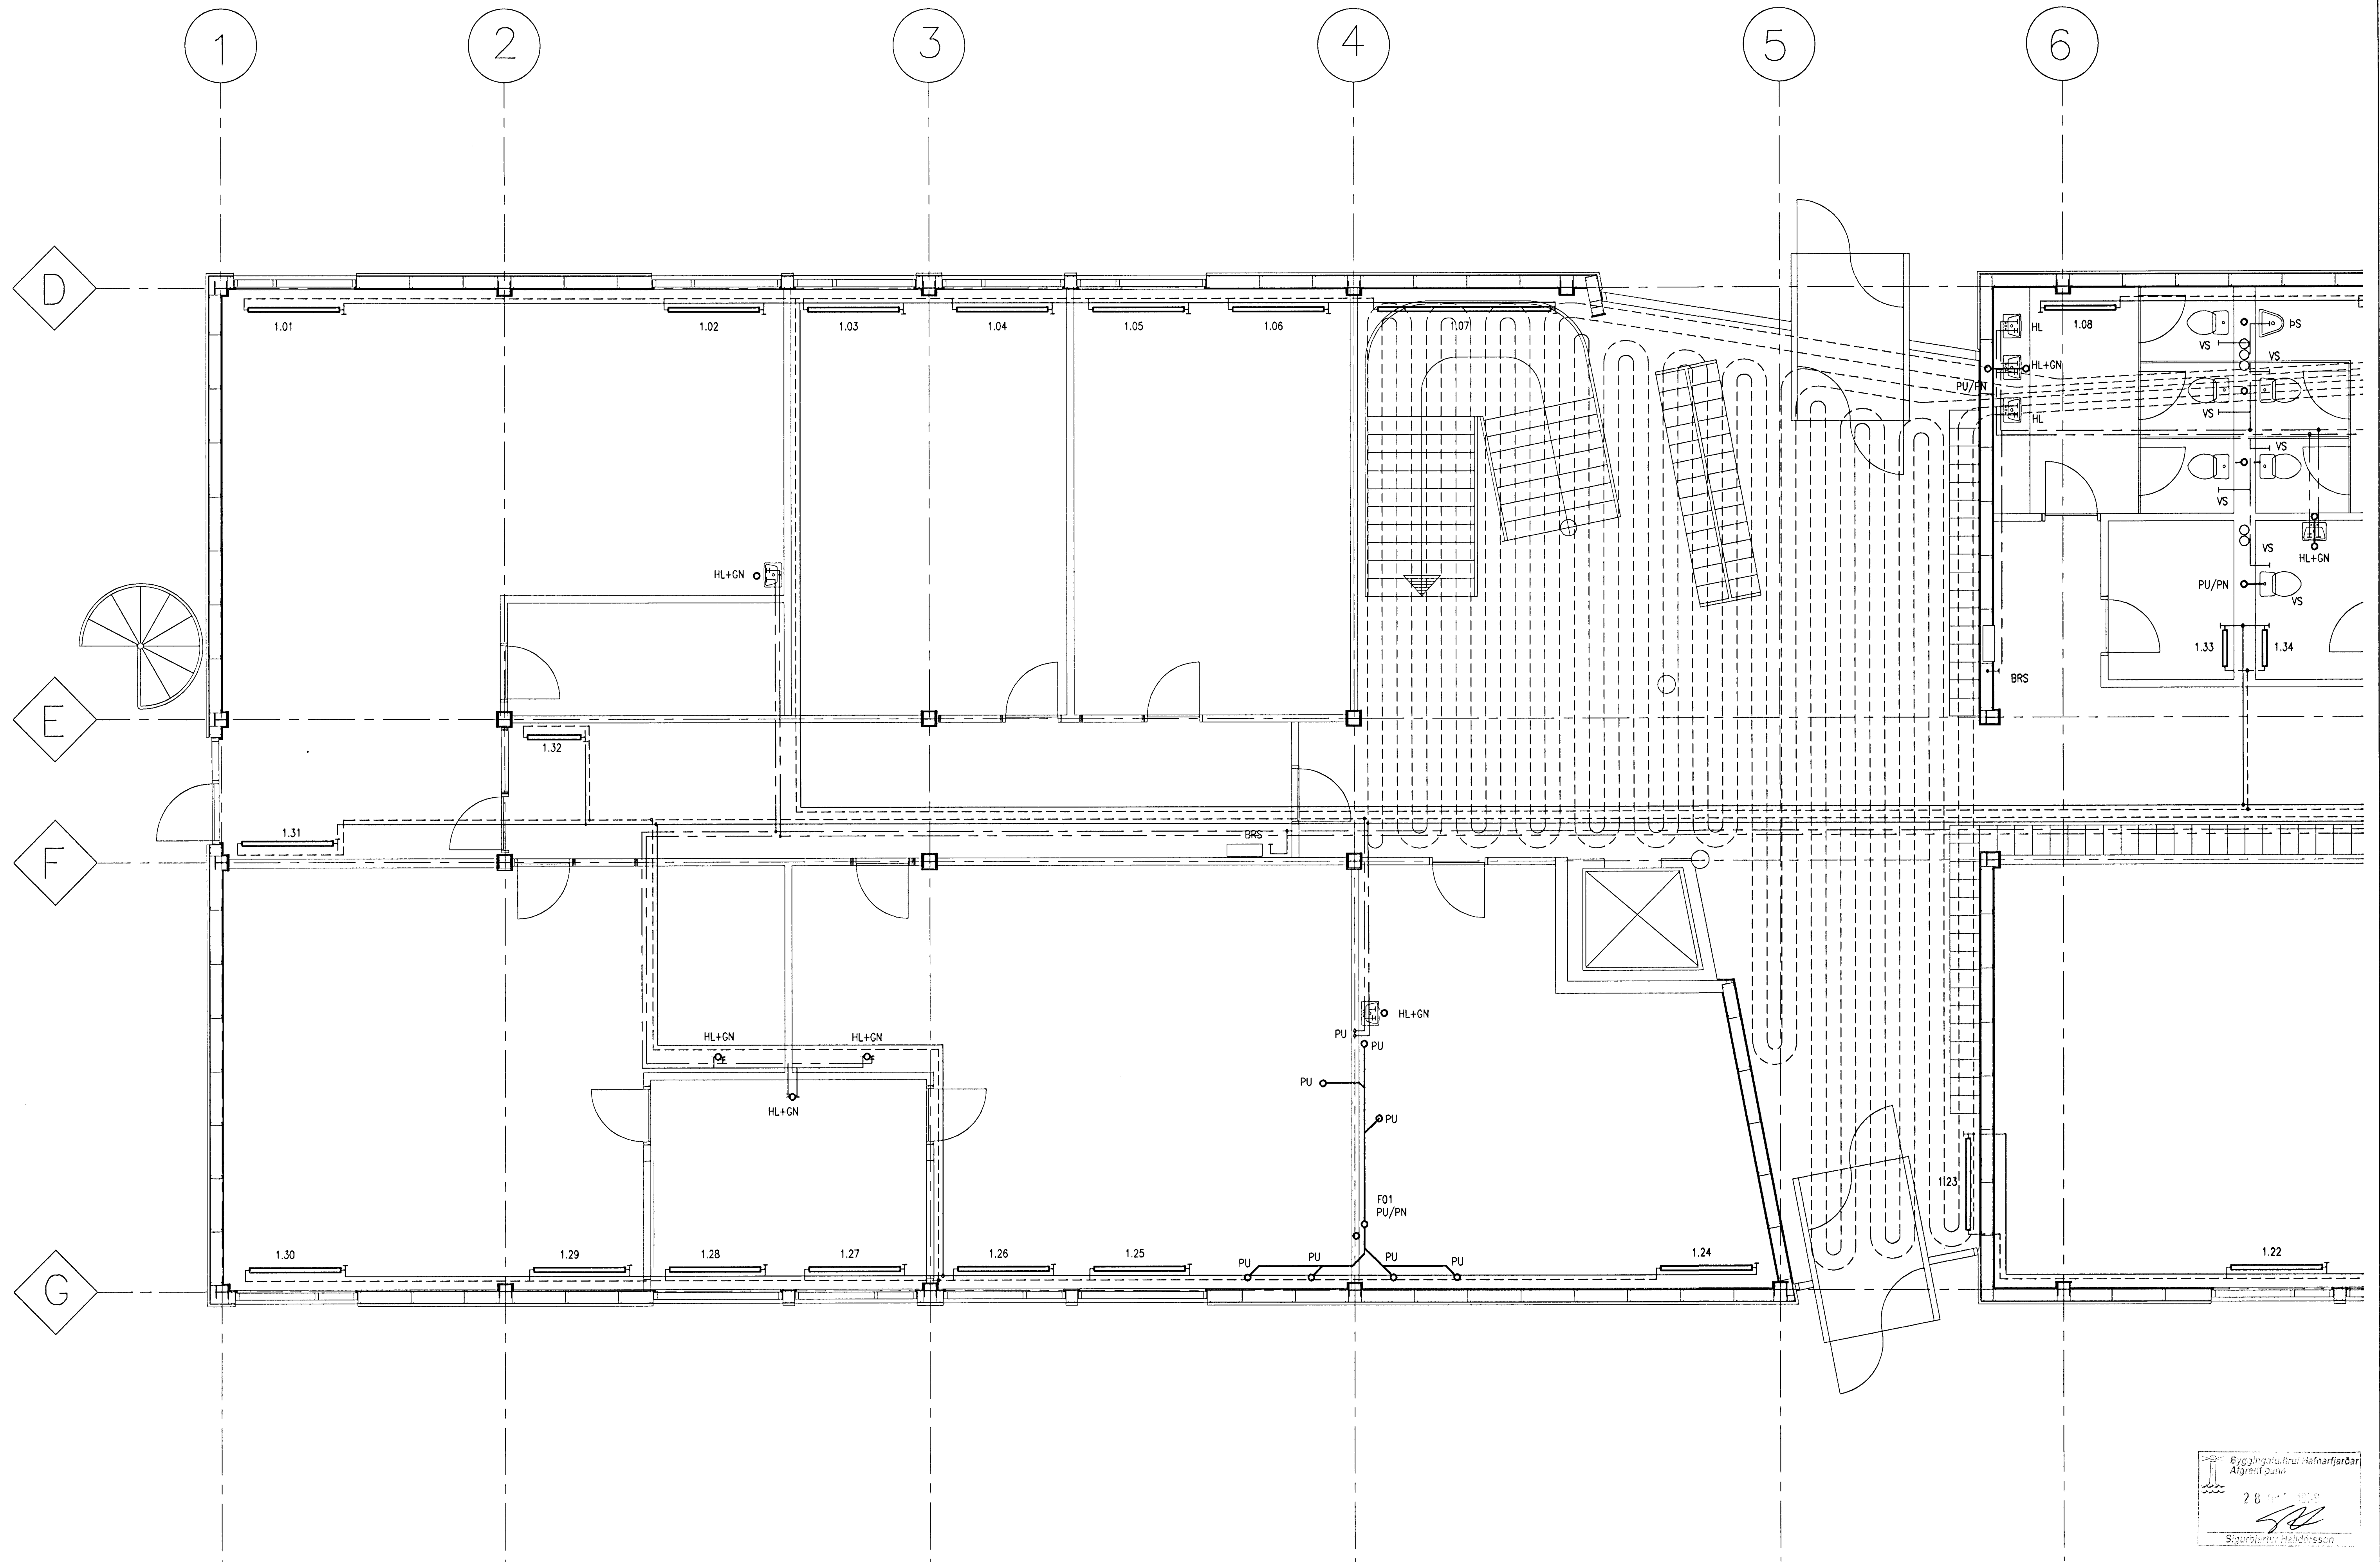 1 2 3 4 5 6
D
1.01 1.02 1.03 1.04 1.05 1.06 1.07 1.08
HL ÞS
VS VS
HL+GN
PU/PN
VS
HL
VS
VS
VS
HL+GN HL+GN
PU/PN
VS
1.33 1.34
BRS
E
1.32
1.31
BRS
F
HL+GN
PU
HL+GN HL+GN
PU
PU
HL+GN
PU
1.23
F01
PU/PN
1.30 1.29 1.28 1.27 1.26 1.25
PU PU PU PU
1.24 1.22
G
Byggingafulltrúi Hafnarfjarðar
Afgreitt þann
28